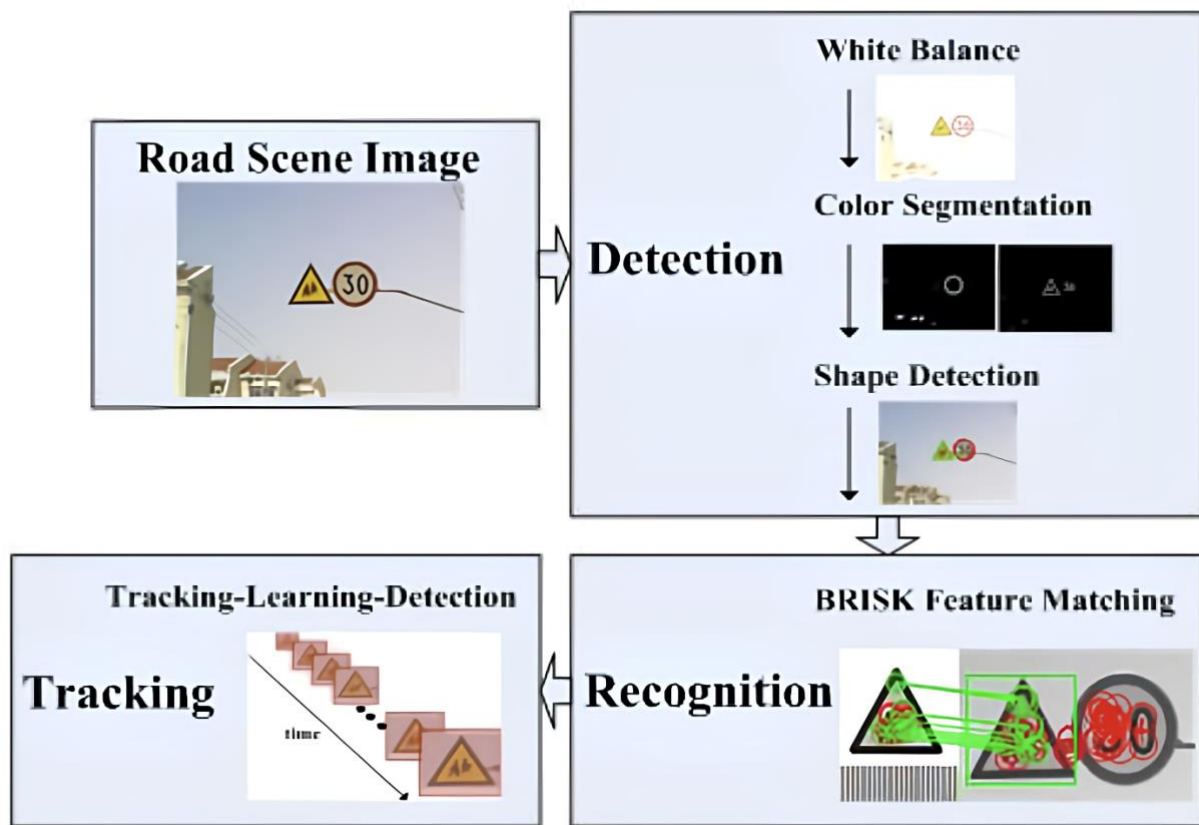 Road Scene Image
30
Detection
White Balance
Color Segmentation
Shape Detection
BRISK Feature Matching
Recognition
Tracking-Learning-Detection
Tracking
time